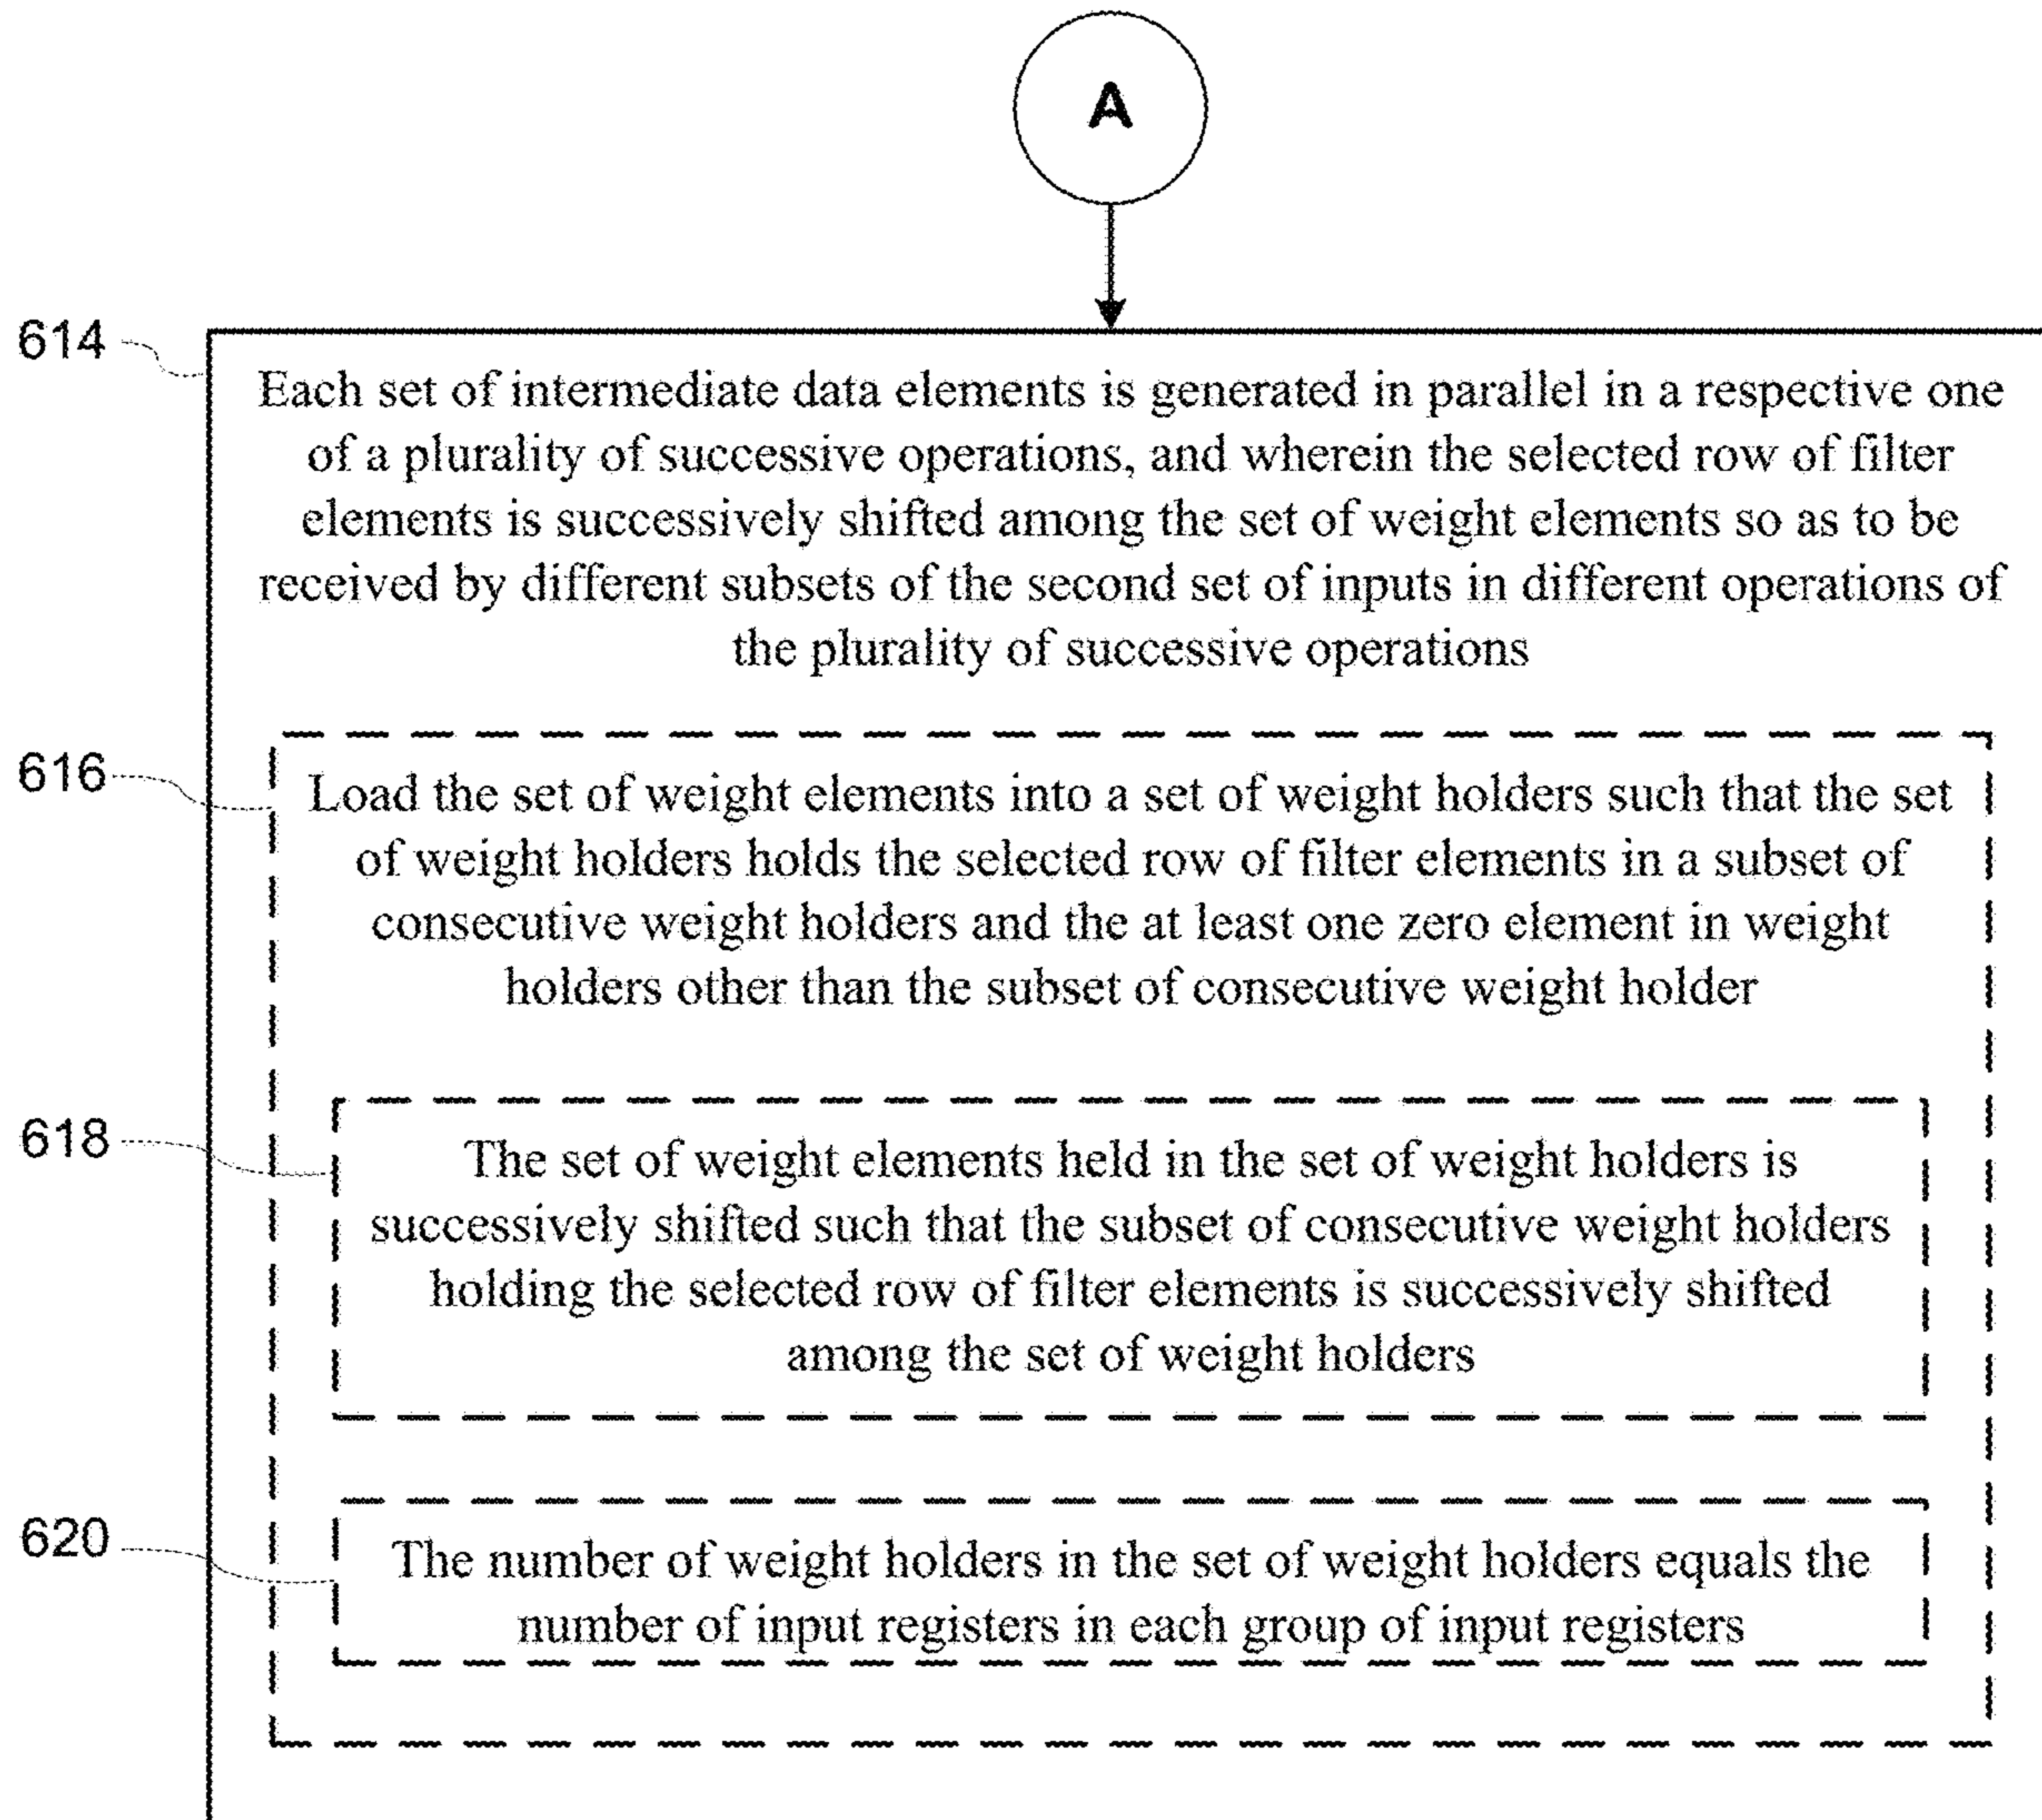 A
614
Each set of intermediate data elements is generated in parallel in a respective one
of a plurality of successive operations, and wherein the selected row of filter
elements is successively shifted among the set of weight elements so as to be
received by different subsets of the second set of inputs in different operations of
the plurality of successive operations
616
Load the set of weight elements into a set of weight holders such that the set
of weight holders holds the selected row of filter elements in a subset of
consecutive weight holders and the at least one zero element in weight
holders other than the subset of consecutive weight holder
618
The set of weight elements held in the set of weight holders is
successively shifted such that the subset of consecutive weight holders
holding the selected row of filter elements is successively shifted
among the set of weight holders
620
The number of weight holders in the set of weight holders equals the
number of input registers in each group of input registers